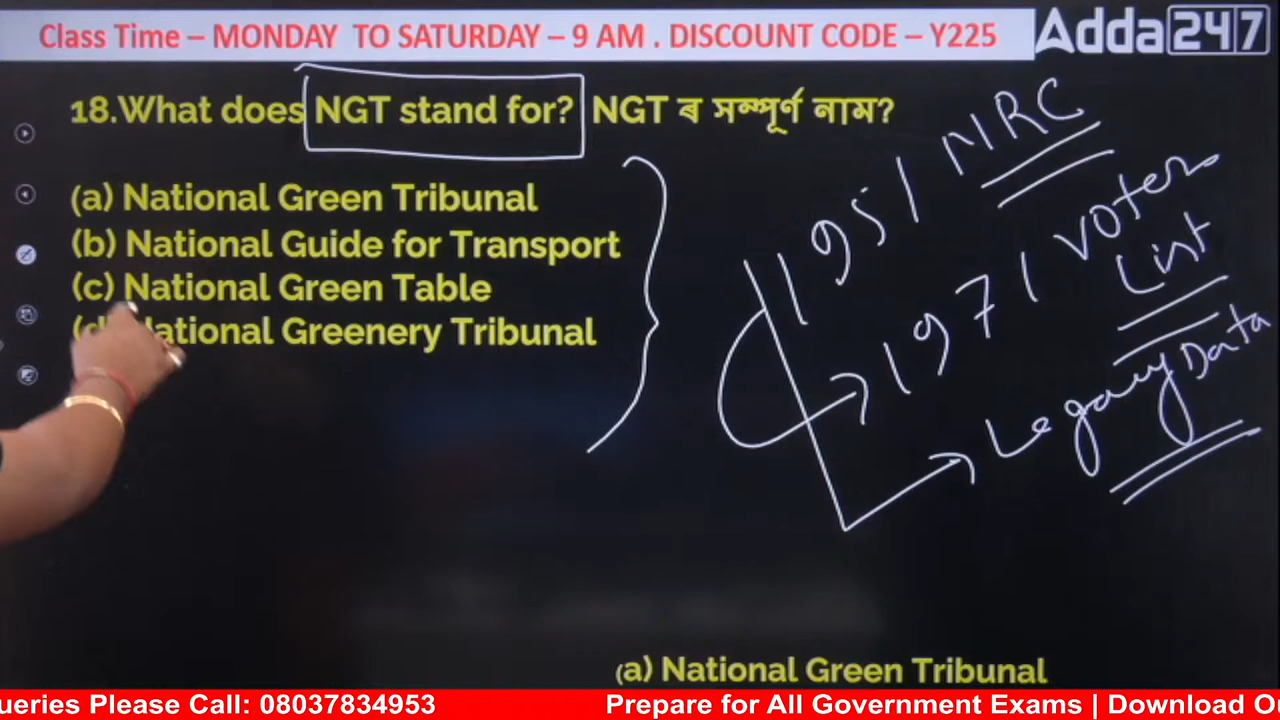 Class Time – MONDAY TO SATURDAY – 9 AM . DISCOUNT CODE – Y225
Adda247
18.What does NGT stand for? NGT ৰ সম্পূৰ্ণ নাম?
(a) National Green Tribunal
(b) National Guide for Transport
(c) National Green Table
(d) National Greenery Tribunal
1951 NRC
1971 Voters
List
Legacy Data
(a) National Green Tribunal
ueries Please Call: 08037834953 Prepare for All Government Exams | Download O